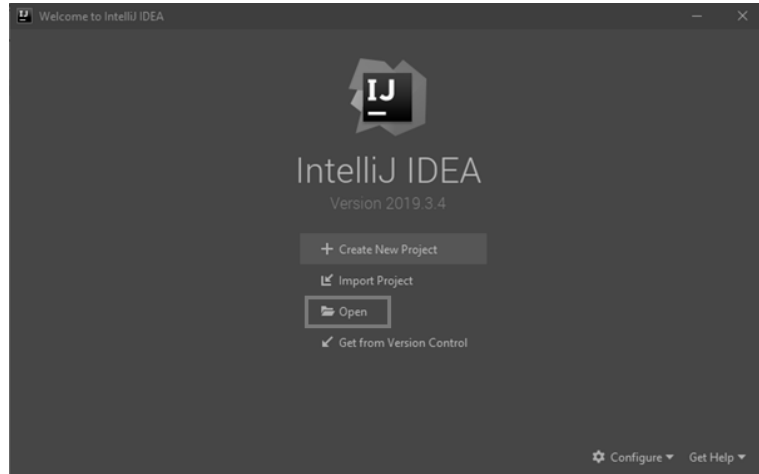 IJ Welcome to IntelliJ IDEA
IJ
IntelliJ IDEA
Version 2019.3.4
Create New Project
Import Project
Open
Get from Version Control
Configure Get Help